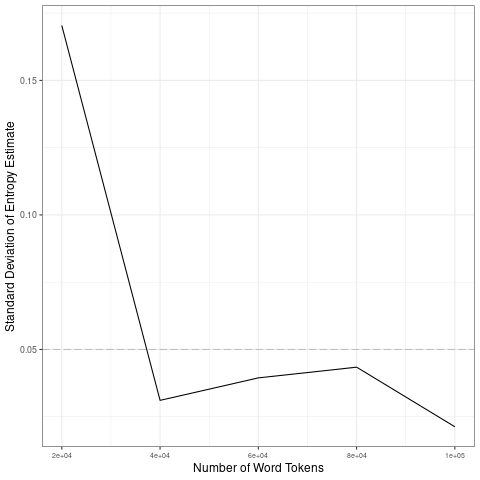 Standard Deviation of Entropy Estimate
0.15
0.10
0.05
2e+04 4e+04 6e+04 8e+04 1e+05
Number of Word Tokens